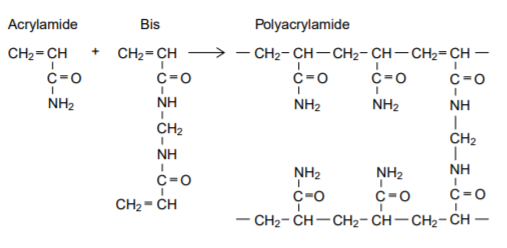 Acrylamide Bis Polyacrylamide
CH₂=CH + CH₂=CH —CH₂–CH—CH₂–CH—CH₂=CH—
C=O C=O C=O C=O C=O
NH₂ NH NH₂ NH₂ NH
CH₂ CH₂
NH NH₂ NH₂ NH
C=O C=O C=O C=O
CH₂=CH —CH₂–CH—CH₂–CH—CH₂–CH—